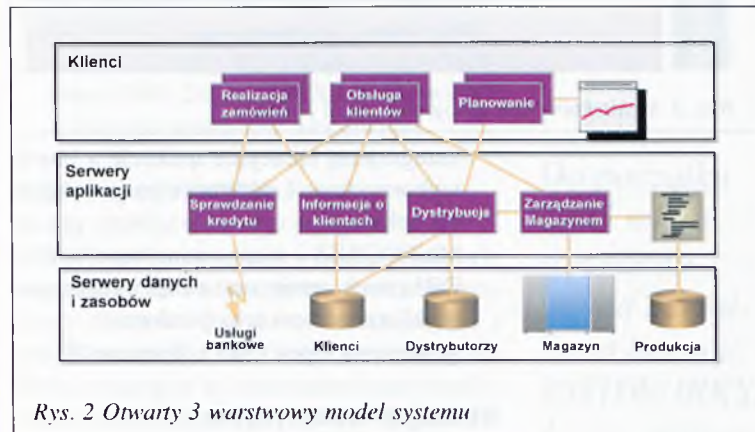 Klienci
Realizacja
zamówień
Obsługa
klientów
Planowanie
Serwery
aplikacji
Sprawdzanie
kredytu
Informacje o
klientach
Dystrybucja
Zarządzanie
Magazynem
Serwery danych
i zasobów
Usługi
bankowe
Klienci
Dystrybutorzy
Magazyn
Produkcja
Rys. 2 Otwarty 3 warstwowy model systemu